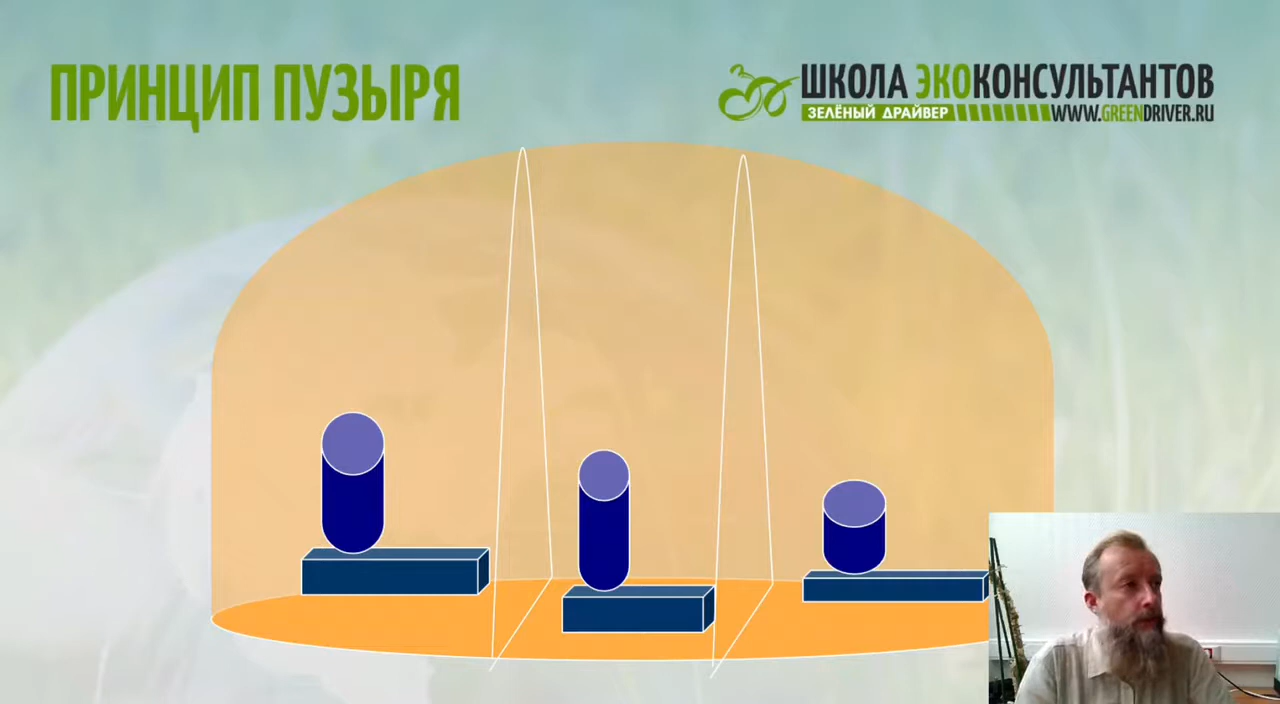 ПРИНЦИП ПУЗЫРЯ
ШКОЛА ЭКОКОНСУЛЬТАНТОВ
ЗЕЛЁНЫЙ ДРАЙВЕР
WWW.GREENDRIVER.RU